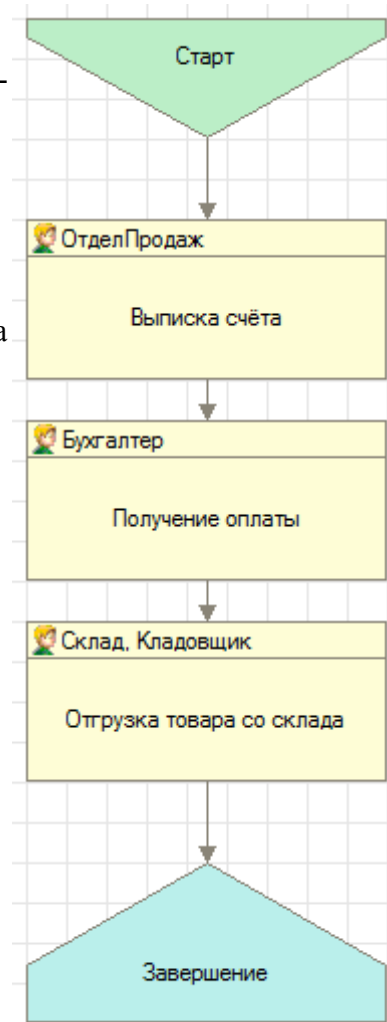 Старт
-
ОтделПродаж
Выписка счёта
а
Бухгалтер
Получение оплаты
Склад, Кладовщик
Отгрузка товара со склада
Завершение